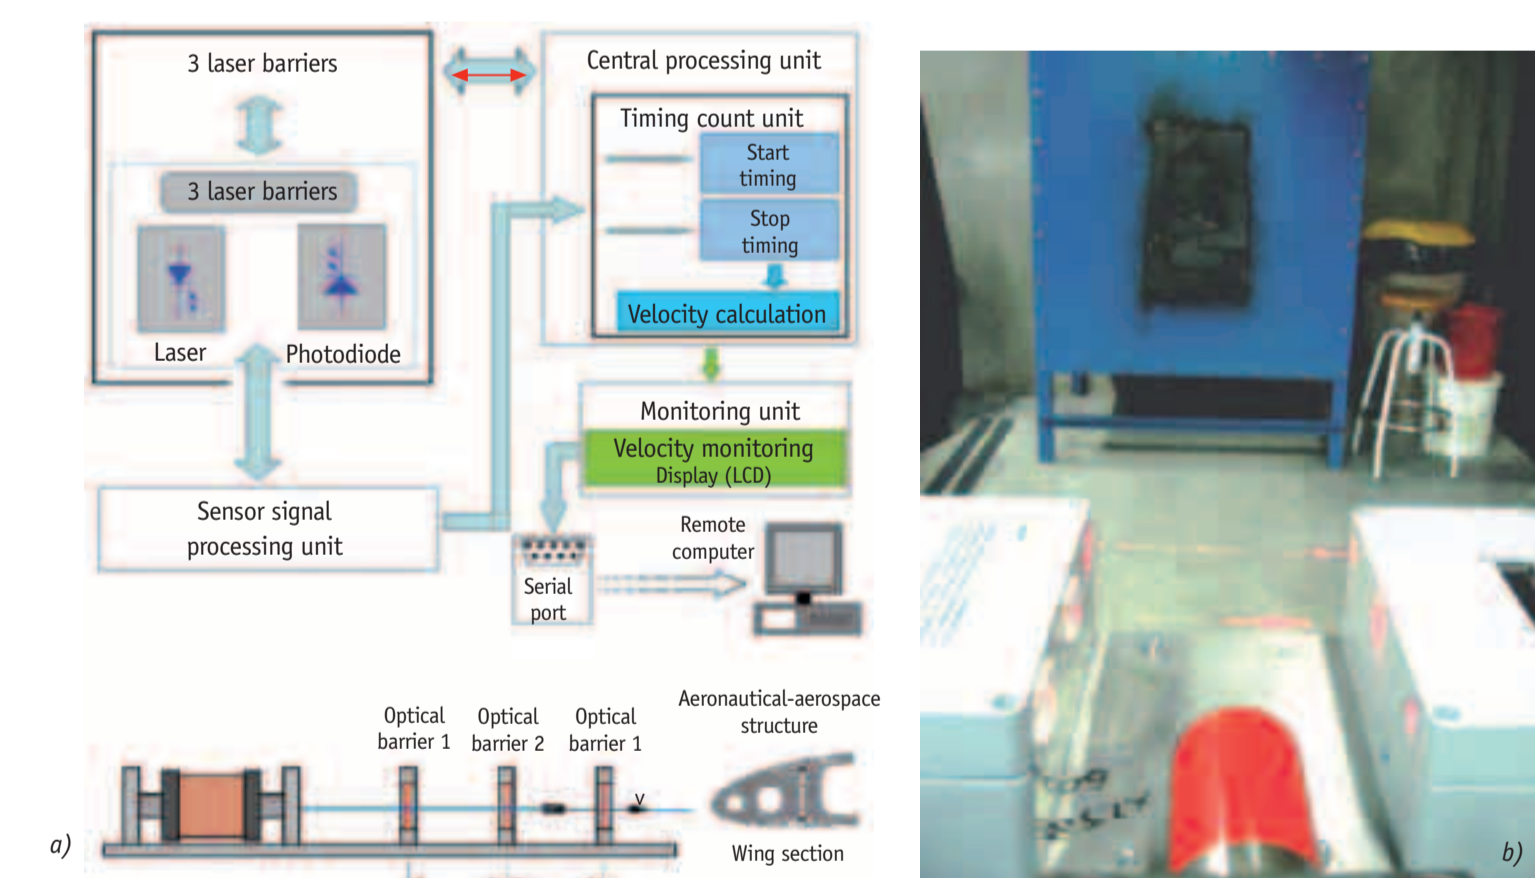 3 laser barriers
3 laser barriers
Laser
Photodiode
Sensor signal
processing unit
Central processing unit
Timing count unit
Start
timing
Stop
timing
Velocity calculation
Monitoring unit
Velocity monitoring
Display (LCD)
Serial
port
Remote
computer
Optical
barrier 1
Optical
barrier 2
Optical
barrier 1
Aeronautical-aerospace
structure
v
Wing section
a)
b)